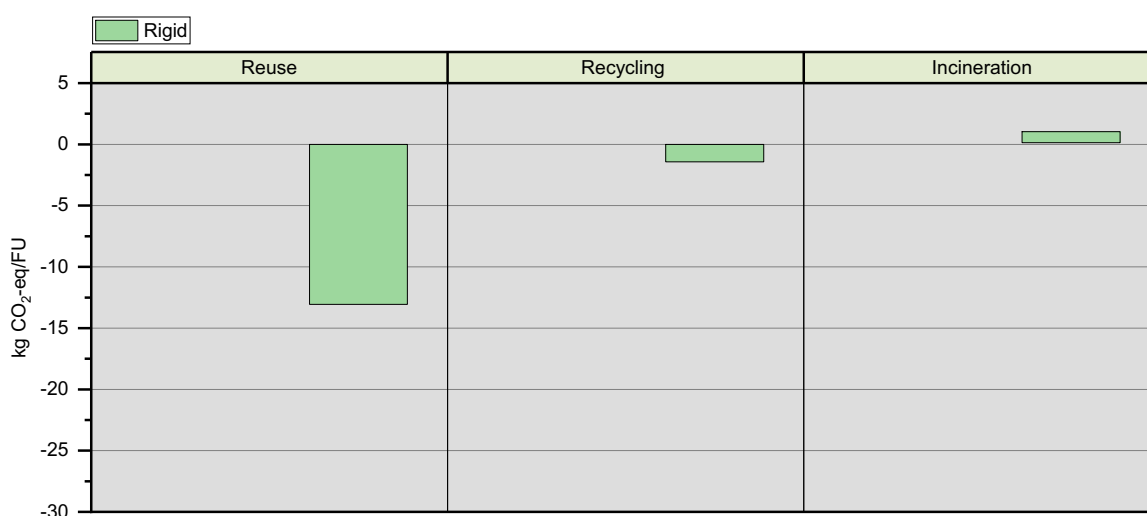 Rigid
Reuse Recycling Incineration
5
0
-5
-10
-15
-20
-25
-30
kg CO₂-eq/FU